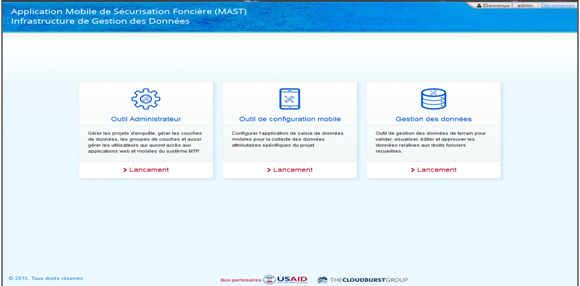 Application Mobile de Sécurisation Foncière (MAST)
Infrastructure de Gestion des Données
Bienvenus ! admin | Déconnexion
Outil Administrateur
Gérer les projets d'enquête, gérer les couches
de données, les groupes de couches et aussi
gérer les utilisateurs qui auront accès aux
applications web et mobiles du système MTP.
> Lancement
Outil de configuration mobile
Configurer l'application de saisie de données
mobiles pour la collecte des données
attributaires spécifiques du projet.
> Lancement
Gestion des données
Outil de gestion des données de terrain pour
valider, visualiser, éditer et approuver les
données relatives aux droits fonciers
recueillies.
> Lancement
© 2015. Tous droits réservés.
Nos partenaires USAID THECLOUDBURSTGROUP